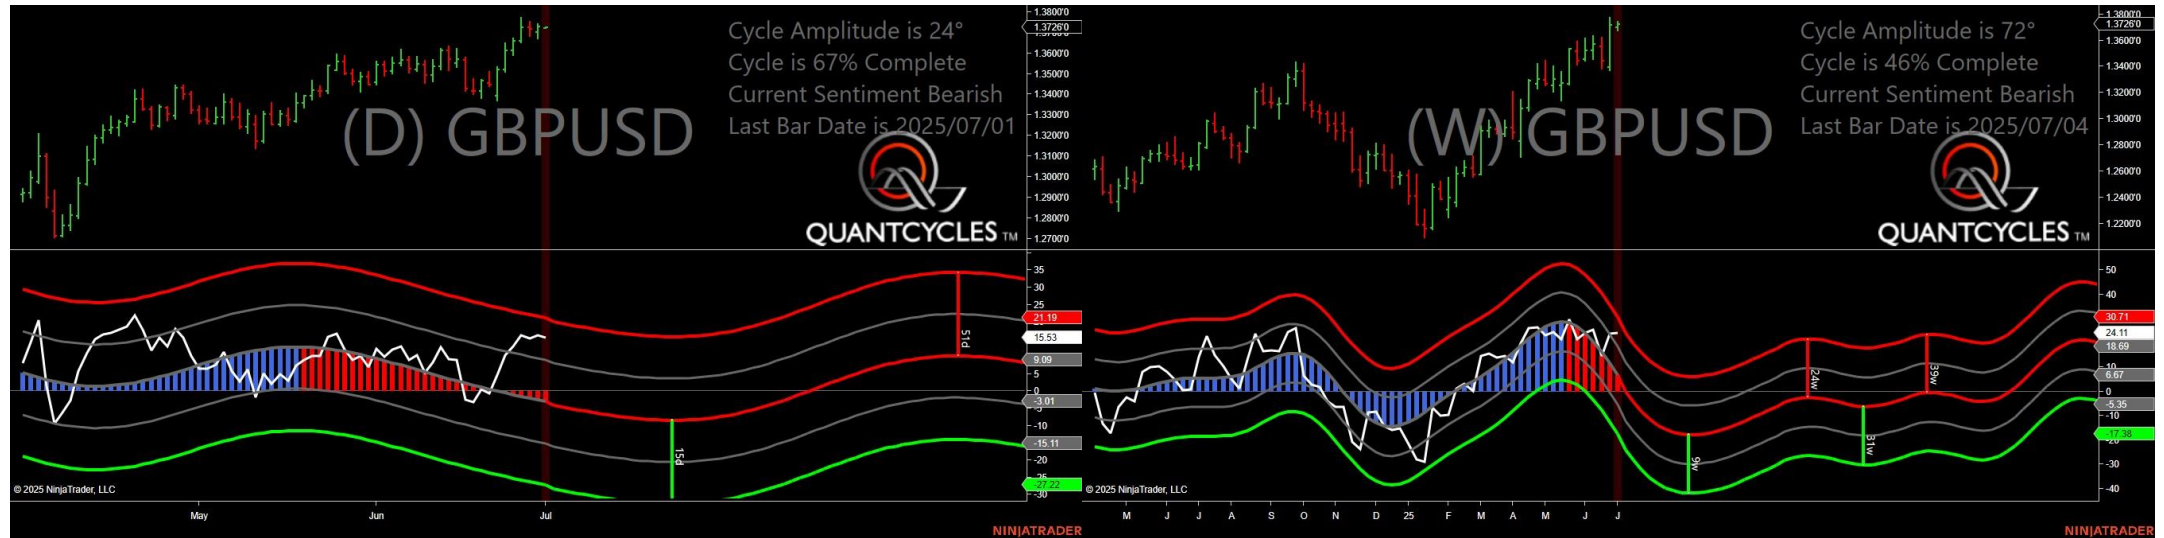 Cycle Amplitude is 24°
Cycle is 67% Complete
Current Sentiment Bearish
Last Bar Date is 2025/07/01
(D) GBPUSD
QUANTCYCLES TM
1.3800'0
1.3726'0
1.3600'0
1.3500'0
1.3400'0
1.3300'0
1.3200'0
1.3100'0
1.3000'0
1.2900'0
1.2800'0
1.2700'0
35
30
25
21.19
15.53
9.09
5
0
-3.01
-10
-15.11
-20
-27.22
-30
51d
15d
© 2025 NinjaTrader, LLC
May Jun Jul
NINJATRADER
Cycle Amplitude is 72°
Cycle is 46% Complete
Current Sentiment Bearish
Last Bar Date is 2025/07/04
(W) GBPUSD
QUANTCYCLES TM
1.3800'0
1.3726'0
1.3600'0
1.3400'0
1.3200'0
1.3000'0
1.2800'0
1.2600'0
1.2400'0
1.2200'0
50
40
30.71
24.11
18.69
10
6.67
0
-5.35
-10
-17.38
-30
-40
24w
39w
9w
31w
© 2025 NinjaTrader, LLC
M J J A S O N D 25 F M A M J J
NINJATRADER